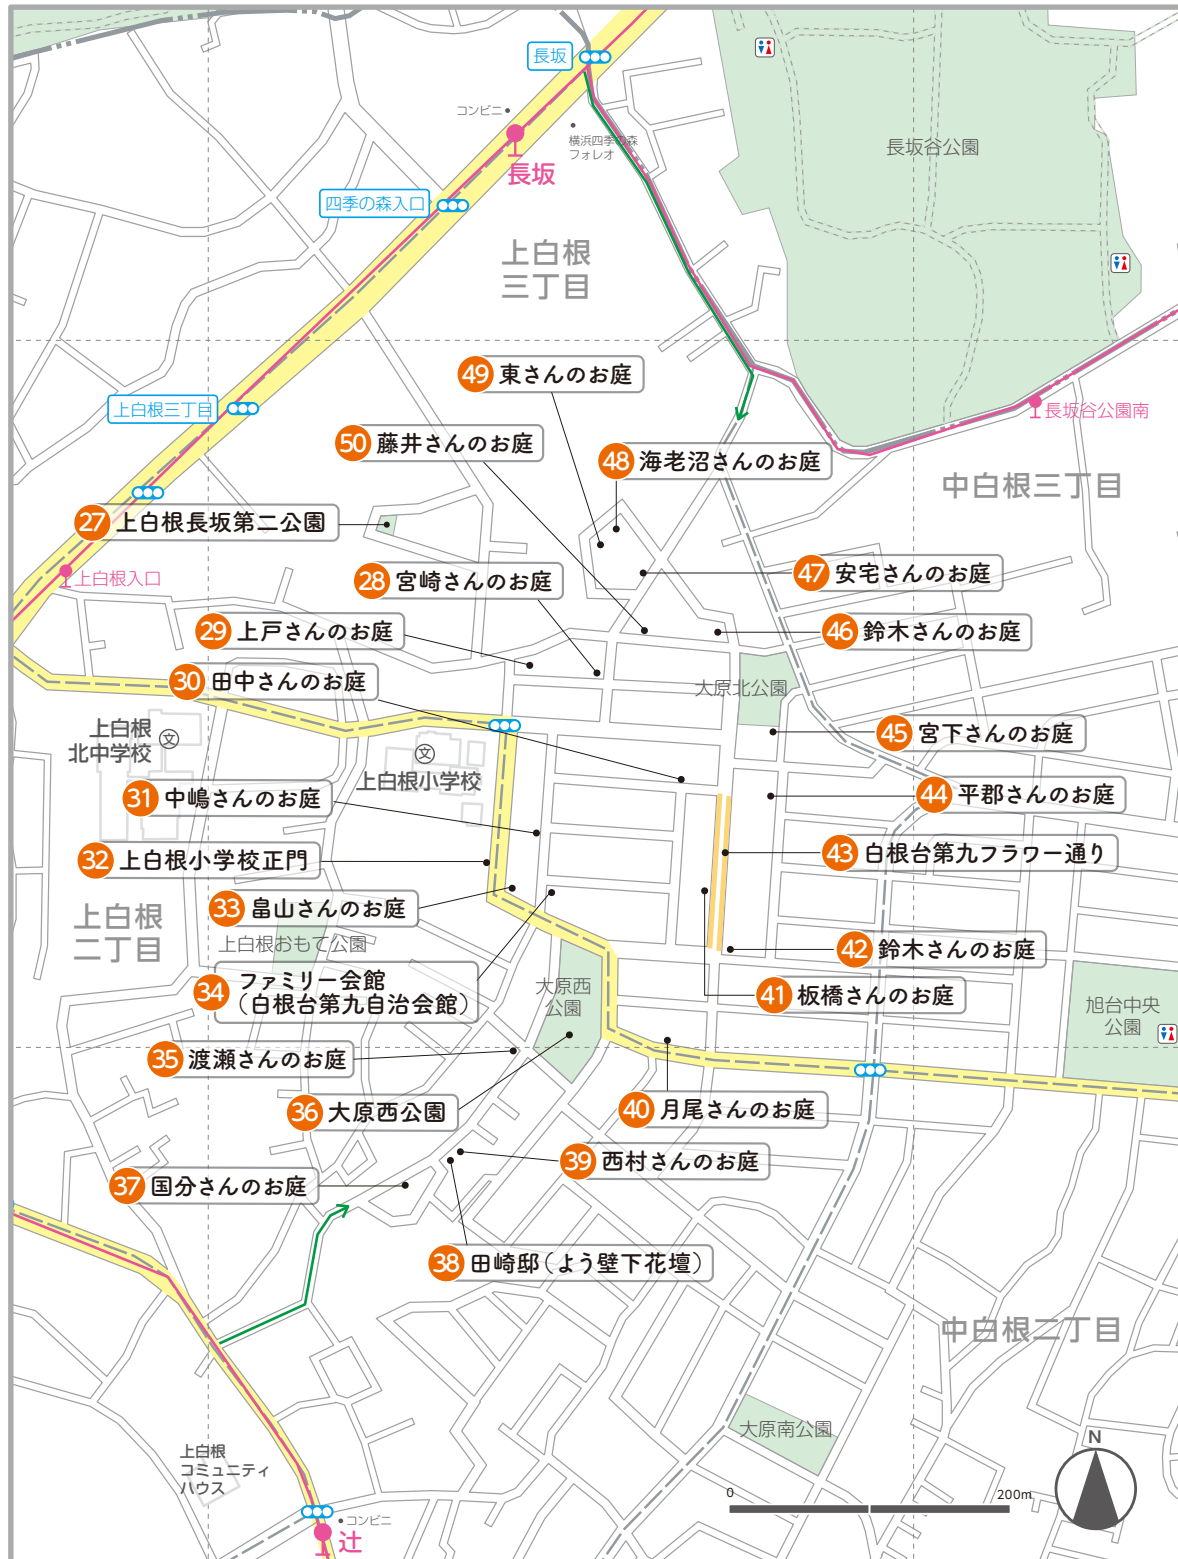 長坂
コンビニ
横浜四季の森
フォレオ
長坂
長坂谷公園
四季の森入口
上白根
三丁目
49 東さんのお庭
上白根三丁目
長坂谷公園南
50 藤井さんのお庭
48 海老沼さんのお庭
中白根三丁目
27 上白根長坂第二公園
上白根入口
28 宮崎さんのお庭
47 安宅さんのお庭
29 上戸さんのお庭
46 鈴木さんのお庭
30 田中さんのお庭
大原北公園
上白根
北中学校
文
文
上白根小学校
45 宮下さんのお庭
31 中嶋さんのお庭
44 平郡さんのお庭
32 上白根小学校正門
43 白根台第九フラワー通り
33 畠山さんのお庭
上白根
二丁目
上白根おもて公園
42 鈴木さんのお庭
34 ファミリー会館
（白根台第九自治会館）
大原西
公園
41 板橋さんのお庭
旭台中央
公園
35 渡瀬さんのお庭
36 大原西公園
40 月尾さんのお庭
39 西村さんのお庭
37 国分さんのお庭
38 田崎邸（よう壁下花壇）
中白根二丁目
大原南公園
上白根
コミュニティ
ハウス
N
0
200m
コンビニ
辻